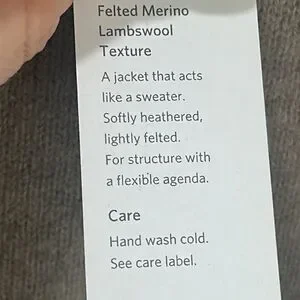 Felted Merino
Lambswool
Texture
A jacket that acts
like a sweater.
Softly heathered,
lightly felted.
For structure with
a flexible agenda.
Care
Hand wash cold.
See care label.